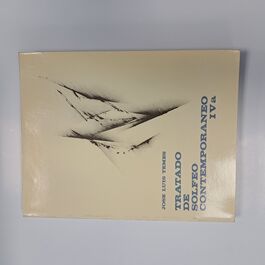 JOSE LUIS TEMES
TRATADO
DE
SOLFEO
CONTEMPORANEO
IVa